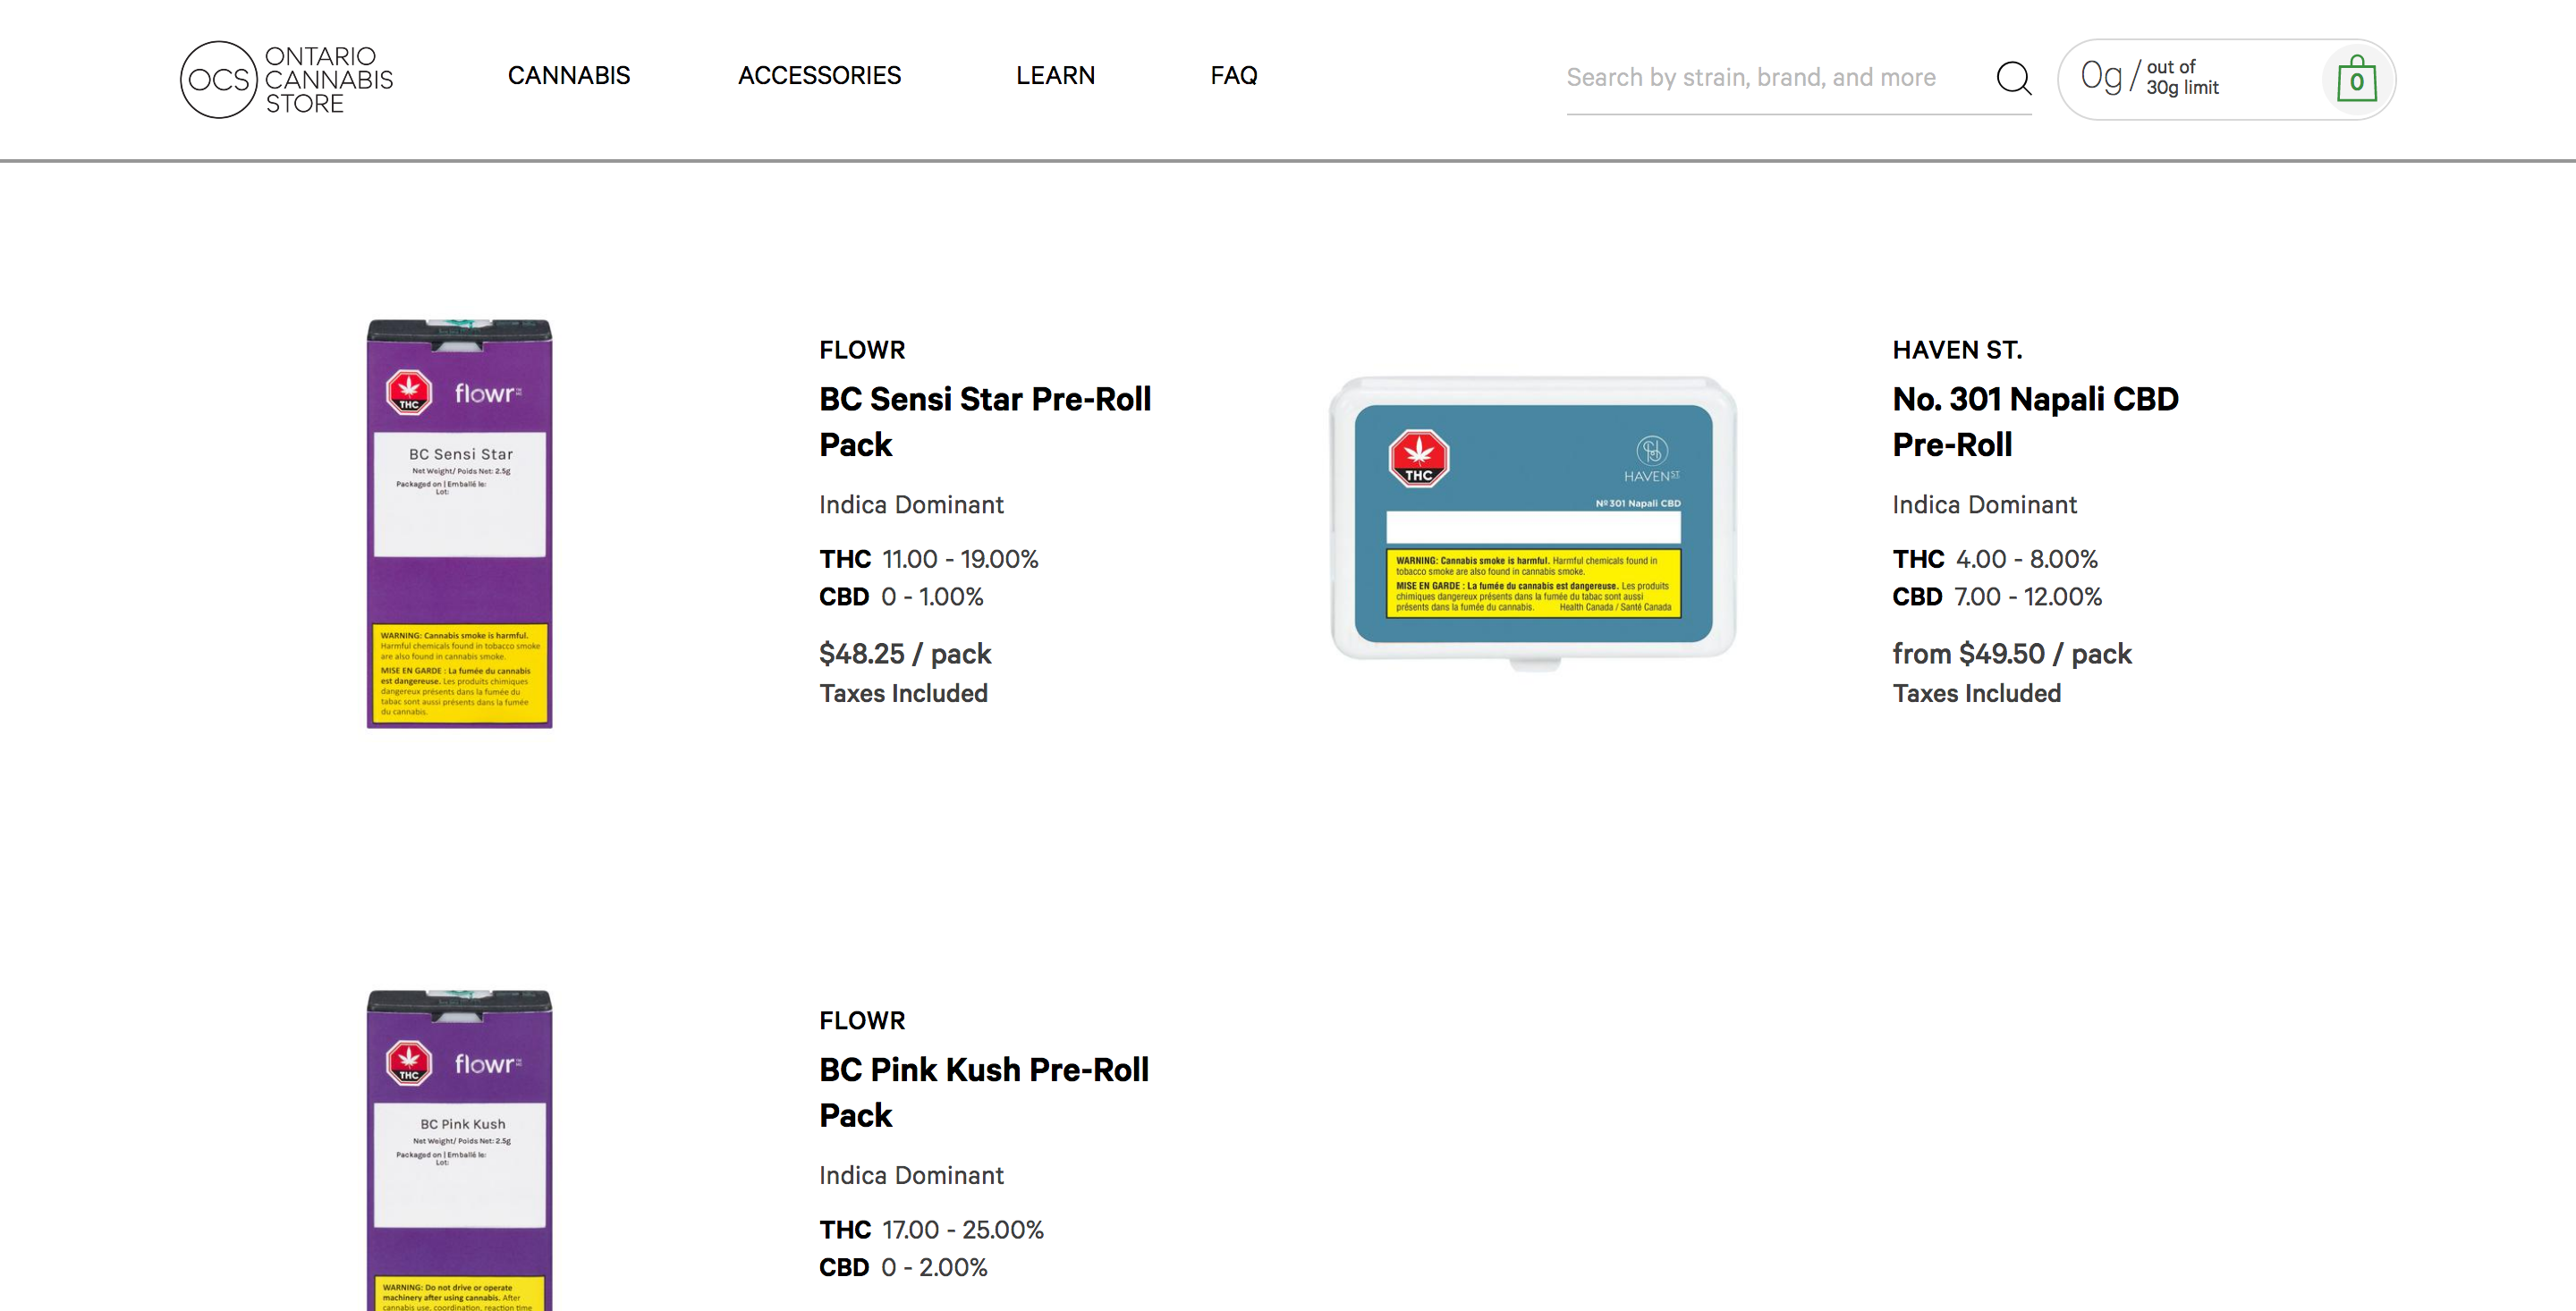 OCS
ONTARIO
CANNABIS
STORE
CANNABIS
ACCESSORIES
LEARN
FAQ
Search by strain, brand, and more
0g / out of
30g limit
0
THC
flowr
BC Sensi Star
Net Weight/ Poids Net: 2.5g
Packaged on | Emballé le:
Lot:
WARNING: Cannabis smoke is harmful.
Harmful chemicals found in tobacco smoke
are also found in cannabis smoke.
MISE EN GARDE : La fumée du cannabis
est dangereuse. Les produits chimiques
dangereux présents dans la fumée du
tabac sont aussi présents dans la fumée
du cannabis.
FLOWR
BC Sensi Star Pre-Roll
Pack
Indica Dominant
THC 11.00 - 19.00%
CBD 0 - 1.00%
$48.25 / pack
Taxes Included
THC
HAVEN ST
Nº 301 Napali CBD
WARNING: Cannabis smoke is harmful. Harmful chemicals found in
tobacco smoke are also found in cannabis smoke.
MISE EN GARDE : La fumée du cannabis est dangereuse. Les produits
chimiques dangereux présents dans la fumée du tabac sont aussi
présents dans la fumée du cannabis. Health Canada / Santé Canada
HAVEN ST.
No. 301 Napali CBD
Pre-Roll
Indica Dominant
THC 4.00 - 8.00%
CBD 7.00 - 12.00%
from $49.50 / pack
Taxes Included
THC
flowr
BC Pink Kush
Net Weight/ Poids Net: 2.5g
Packaged on | Emballé le:
Lot:
WARNING: Do not drive or operate
machinery after using cannabis. After
cannabis use, coordination, reaction time
FLOWR
BC Pink Kush Pre-Roll
Pack
Indica Dominant
THC 17.00 - 25.00%
CBD 0 - 2.00%